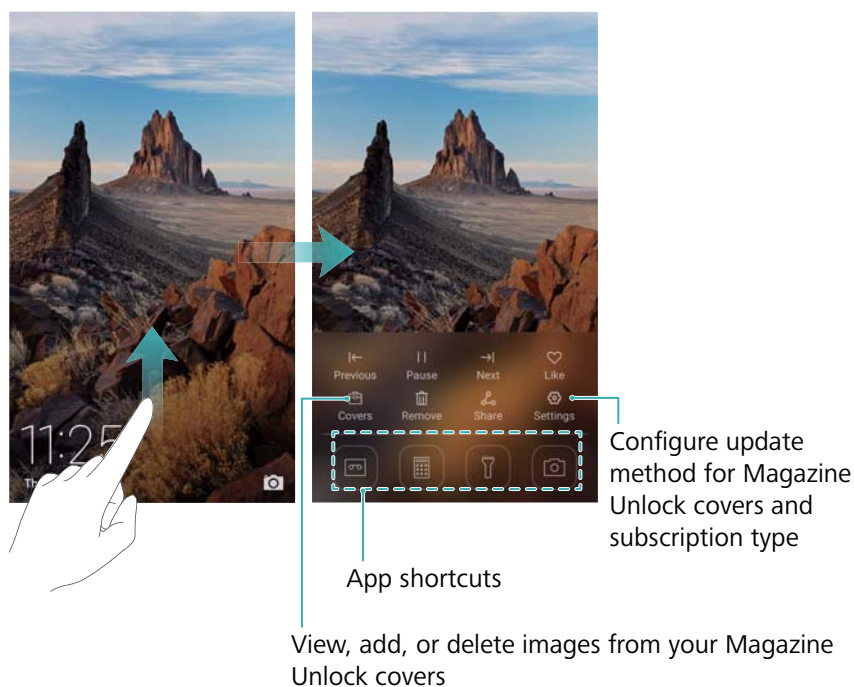 11:25
Th
Previous Pause Next Like
Covers Remove Share Settings
Configure update
method for Magazine
Unlock covers and
subscription type
App shortcuts
View, add, or delete images from your Magazine
Unlock covers